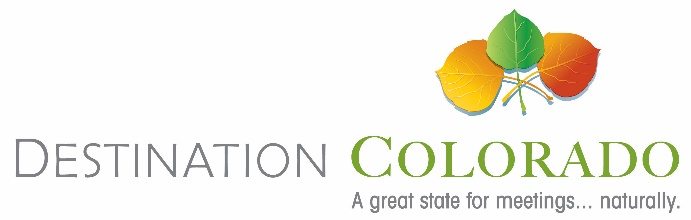 DESTINATION COLORADO
A great state for meetings... naturally.